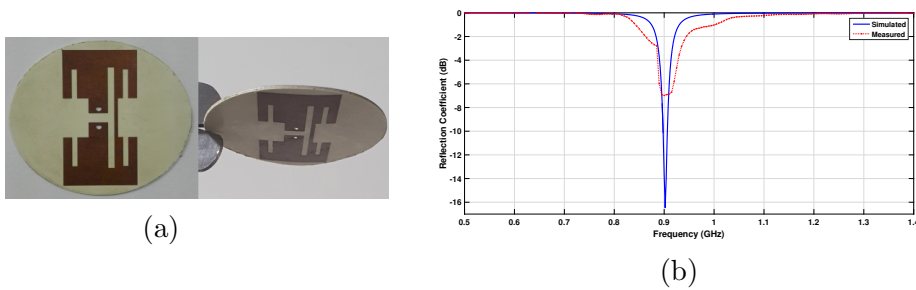 0
-2
-4
-6
-8
-10
-12
-14
-16
Reflection Coefficient (dB)
Simulated
Measured
0.5 0.6 0.7 0.8 0.9 1 1.1 1.2 1.3 1.4
Frequency (GHz)
(a)
(b)